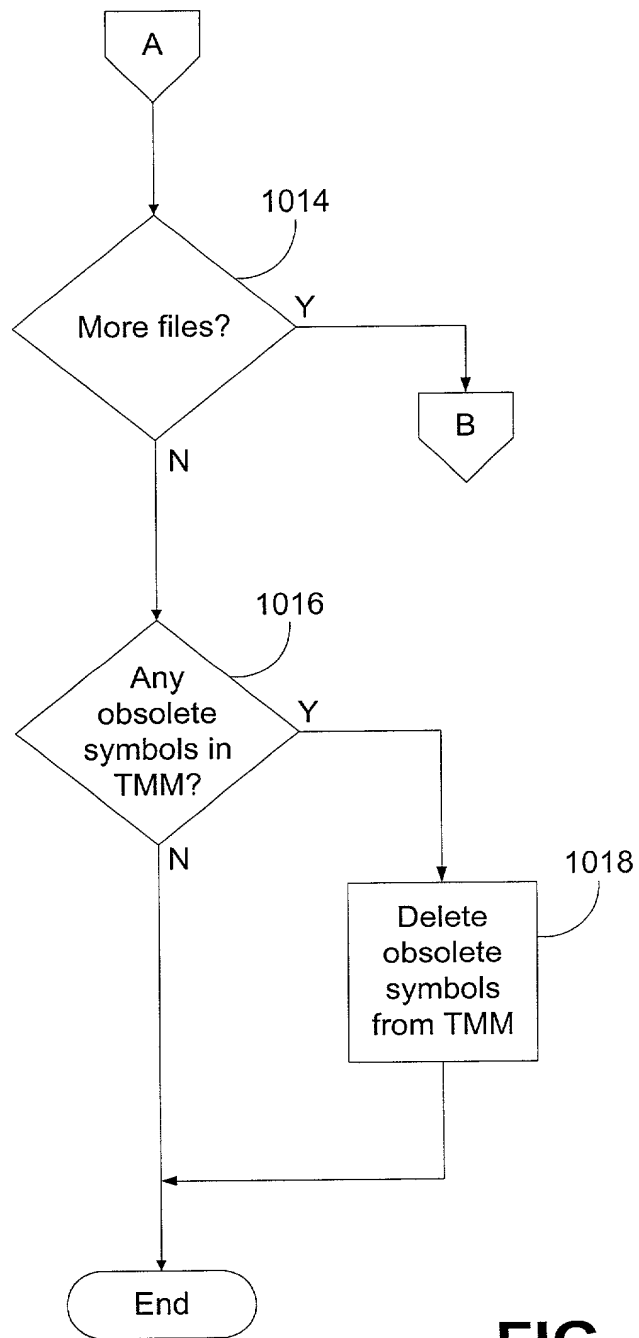 A
1014
More files?
Y
B
N
1016
Any
obsolete
symbols in
TMM?
Y
N
1018
Delete
obsolete
symbols
from TMM
End
FIG